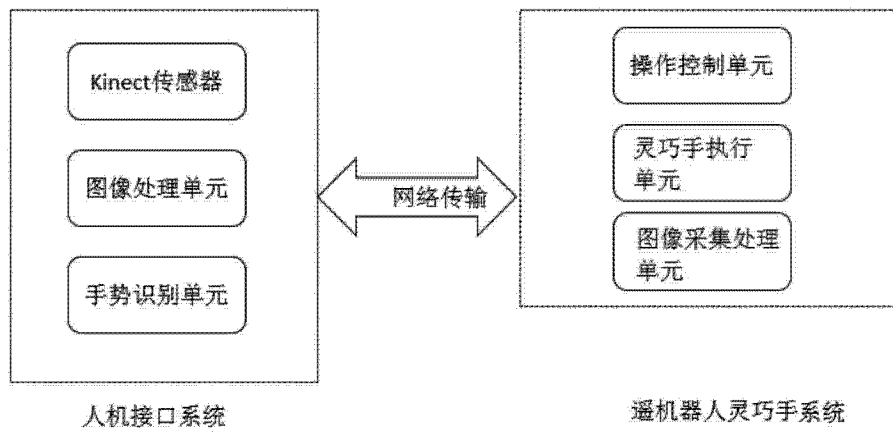 Kinect传感器
图像处理单元
手势识别单元
人机接口系统
网络传输
操作控制单元
灵巧手执行
单元
图像采集处理
单元
遥机器人灵巧手系统